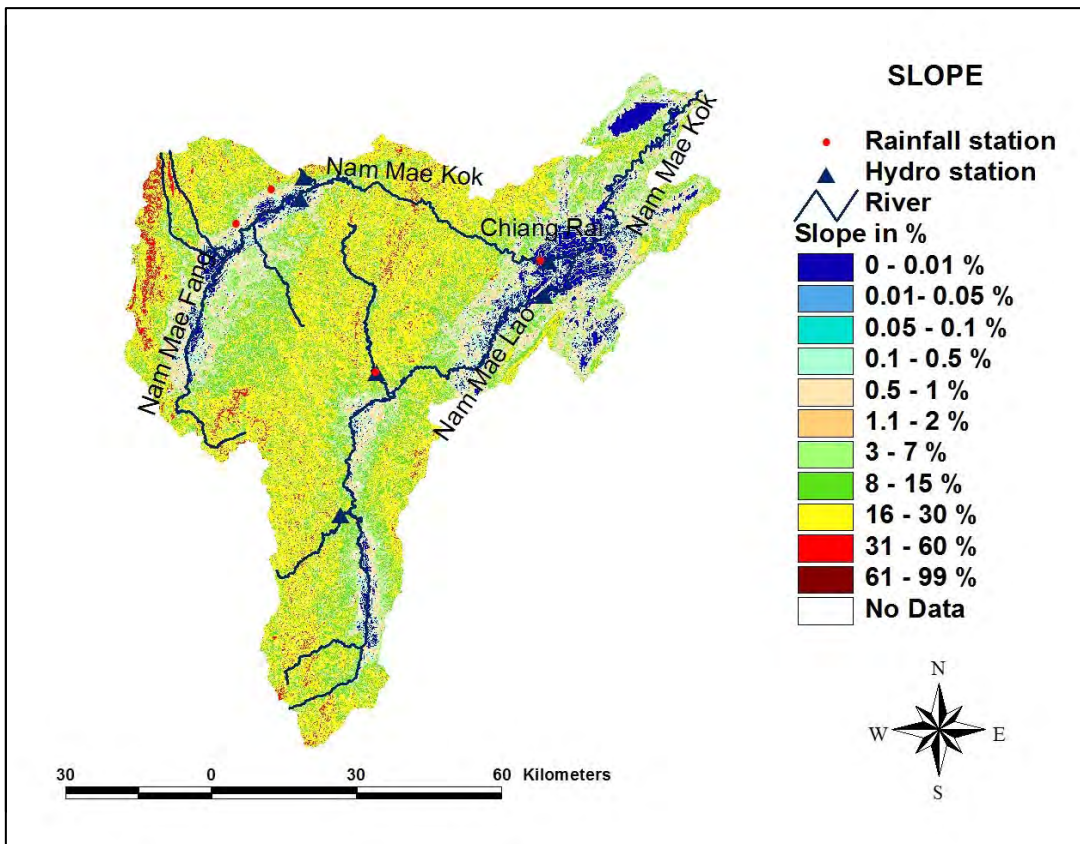 SLOPE
Rainfall station
Hydro station
River
Slope in %
0 - 0.01 %
0.01- 0.05 %
0.05 - 0.1 %
0.1 - 0.5 %
0.5 - 1 %
1.1 - 2 %
3 - 7 %
8 - 15 %
16 - 30 %
31 - 60 %
61 - 99 %
No Data
Nam Mae Kok
Nam Mae Kok
Chiang Rai
Nam Mae Fang
Nam Mae Lao
N
W E
S
30 0 30 60 Kilometers